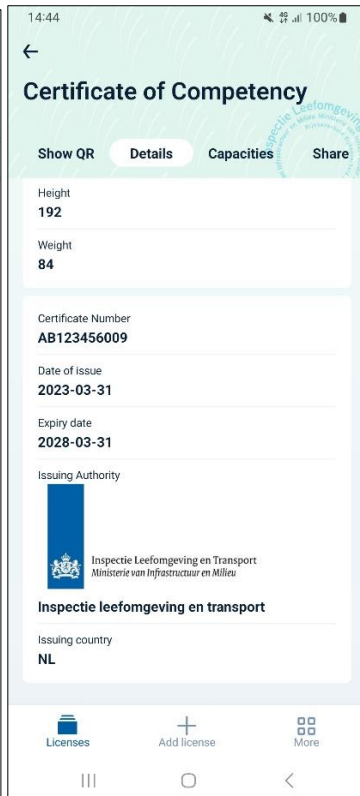 14:44
4G
100%
Certificate of Competency
Show QR Details Capacities Share
Height
192
Weight
84
Certificate Number
AB123456009
Date of issue
2023-03-31
Expiry date
2028-03-31
Issuing Authority
Inspectie Leefomgeving en Transport
Ministerie van Infrastructuur en Milieu
Inspectie leefomgeving en transport
Issuing country
NL
Licenses Add license More